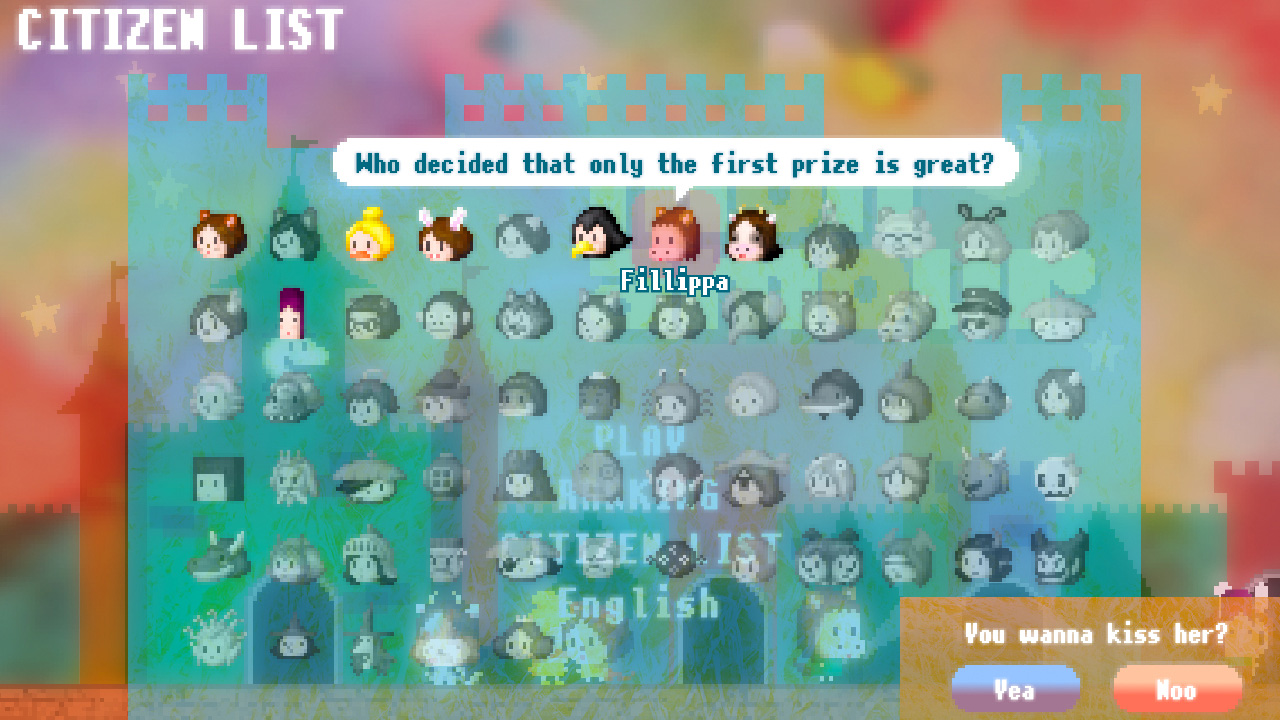 CITIZEN LIST
Who decided that only the first prize is great?
Fillippa
PLAY
RANKING
CITIZEN LIST
English
You wanna kiss her?
Yea
Noo